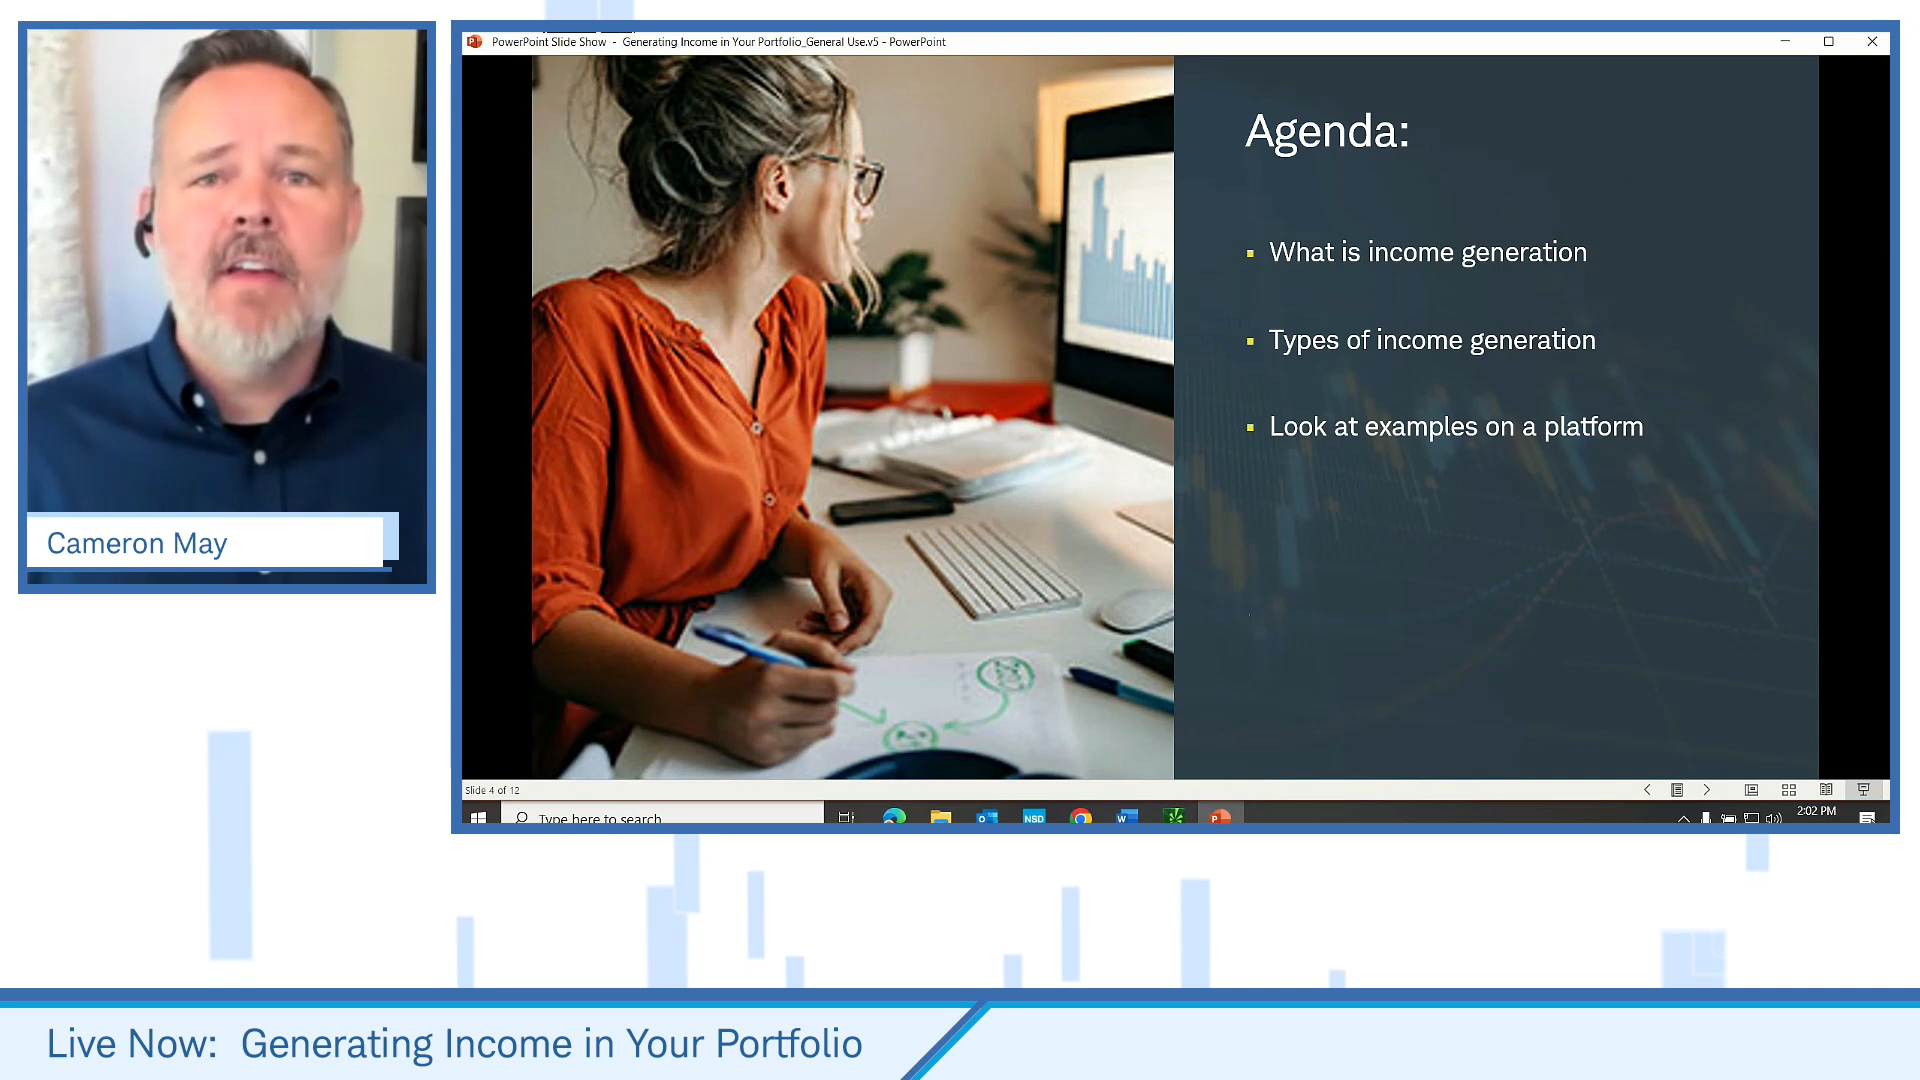 PowerPoint Slide Show - Generating Income in Your Portfolio_General Use.v5 - PowerPoint
Agenda:
What is income generation
Types of income generation
Look at examples on a platform
Cameron May
Slide 4 of 12
Type here to search
NSD
2:02 PM
Live Now: Generating Income in Your Portfolio